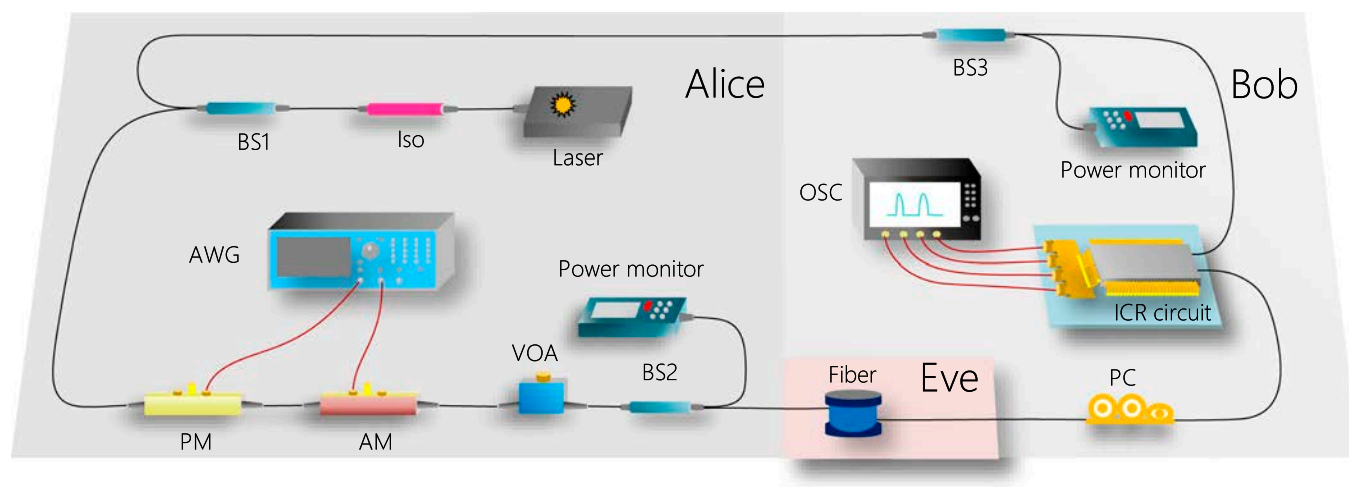 BS3
Alice
Bob
BS1
Iso
Laser
Power monitor
OSC
AWG
Power monitor
ICR circuit
VOA
BS2
Fiber
Eve
PC
PM
AM